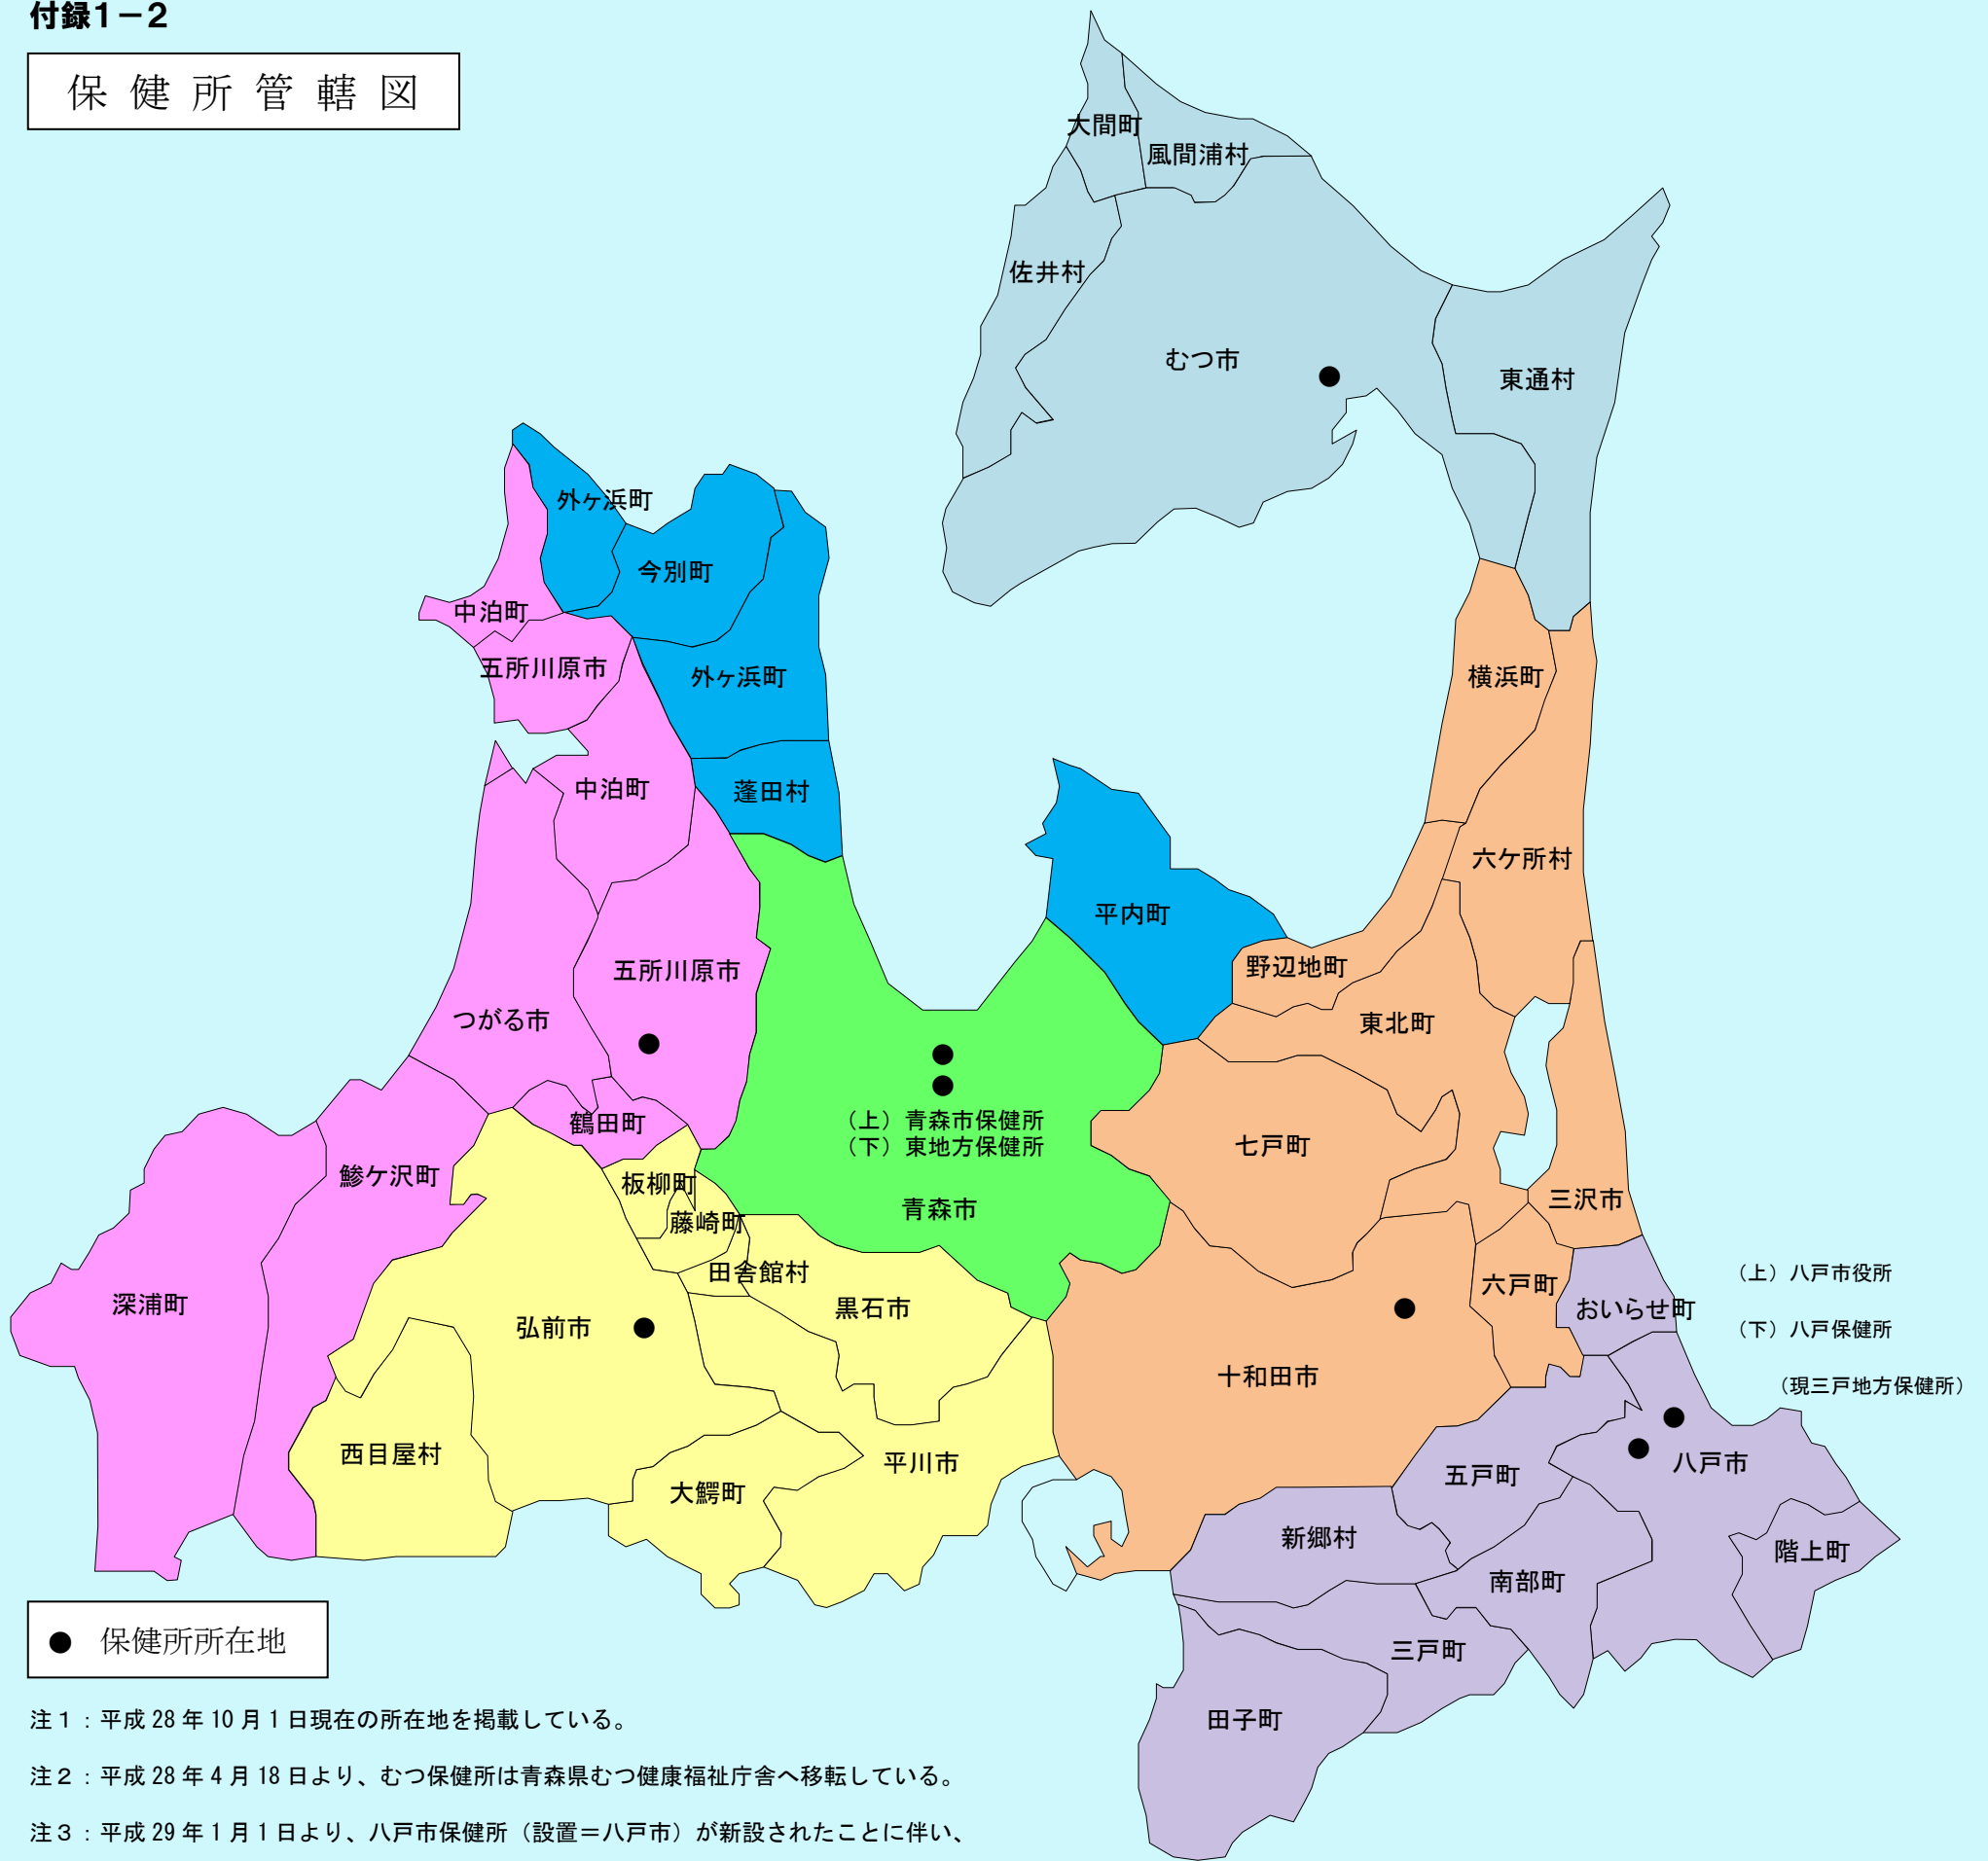 付録1－2
保健所管轄図
大間町
風間浦村
佐井村
むつ市
東通村
外ヶ浜町
今別町
中泊町
五所川原市
外ヶ浜町
横浜町
中泊町
蓬田村
六ケ所村
平内町
野辺地町
五所川原市
つがる市
東北町
（上）青森市保健所
（下）東地方保健所
鶴田町
七戸町
鰺ケ沢町
板柳町
三沢市
青森市
藤崎町
田舎館村
（上）八戸市役所
六戸町
深浦町
黒石市
おいらせ町
弘前市
（下）八戸保健所
十和田市
（現三戸地方保健所）
西目屋村
平川市
八戸市
五戸町
大鰐町
新郷村
階上町
南部町
三戸町
田子町
● 保健所所在地
注１：平成 28 年 10 月 1 日現在の所在地を掲載している。
注２：平成 28 年 4 月 18 日より、むつ保健所は青森県むつ健康福祉庁舎へ移転している。
注３：平成 29 年 1 月 1 日より、八戸市保健所（設置＝八戸市）が新設されたことに伴い、